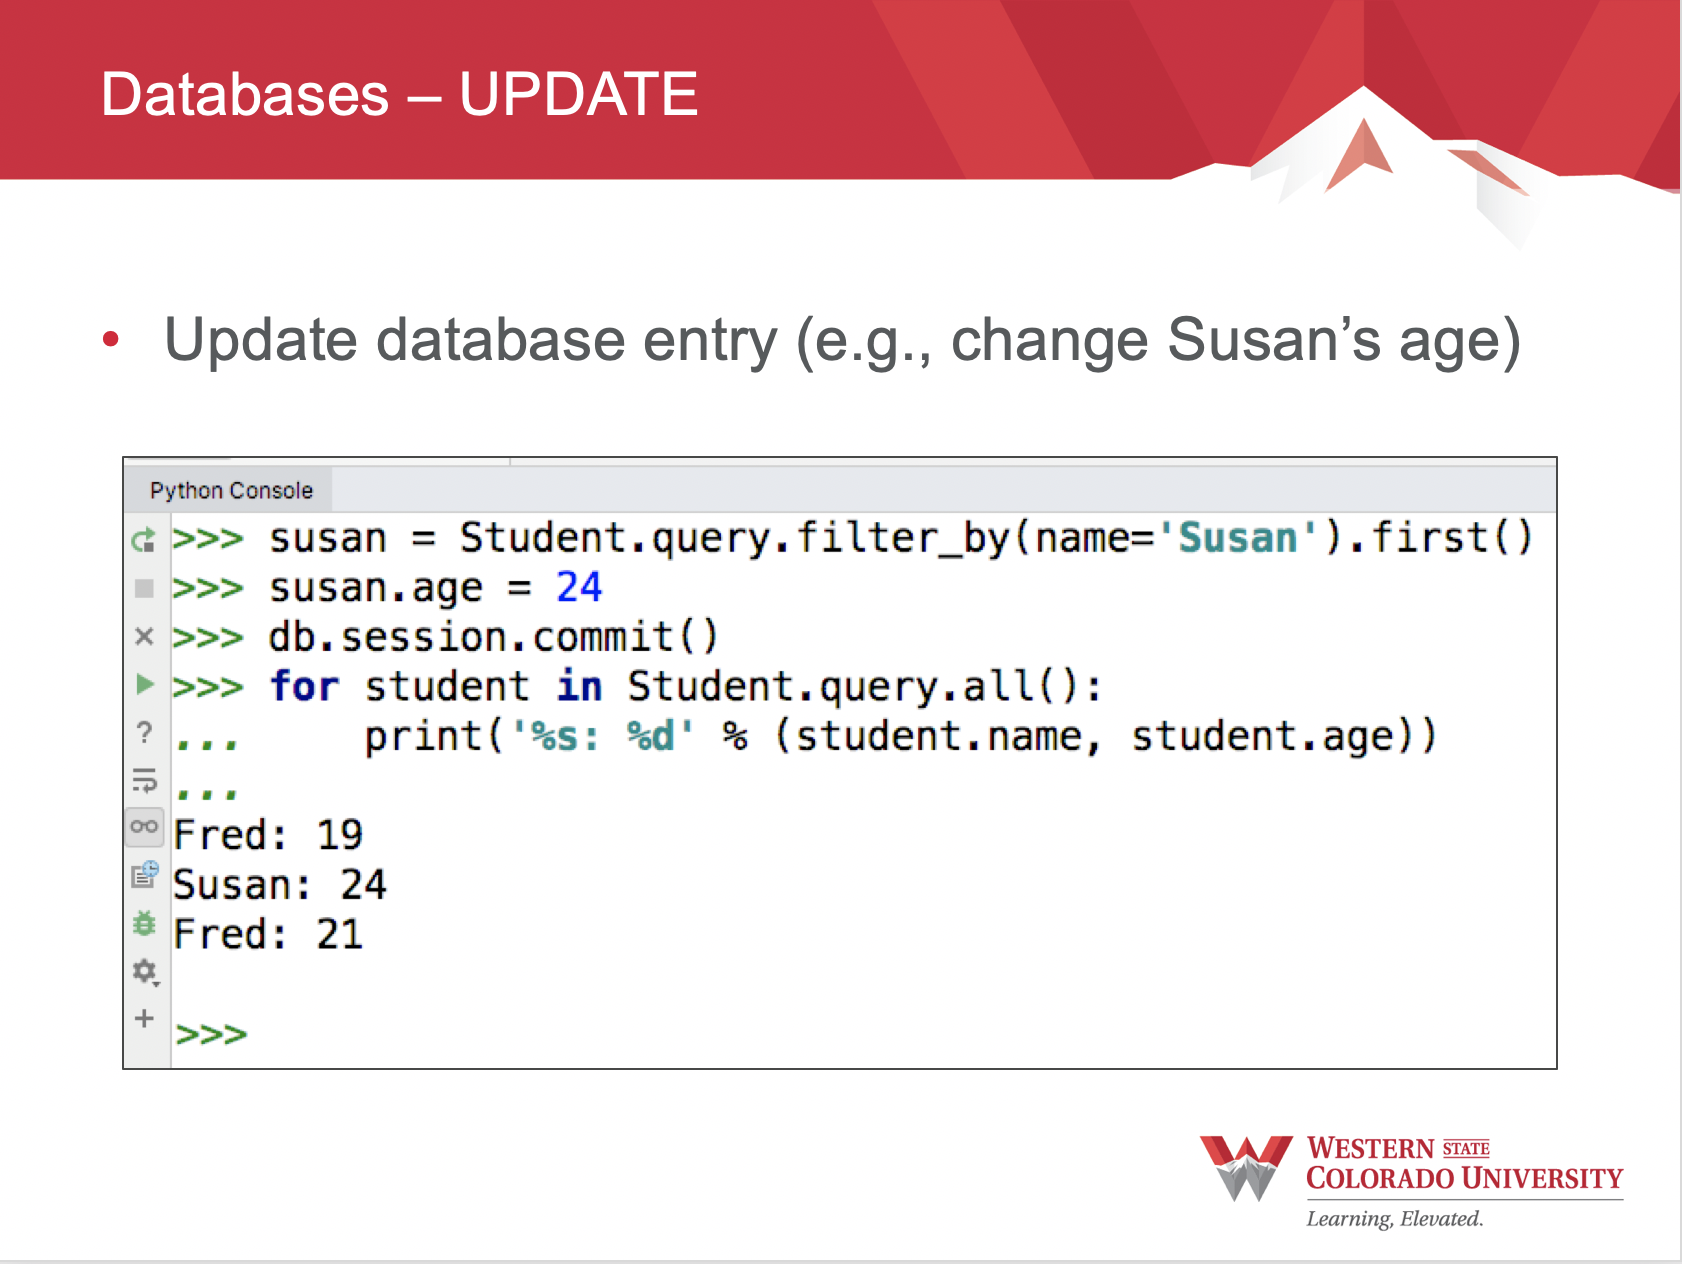 Databases – UPDATE
• Update database entry (e.g., change Susan’s age)
Python Console
>>> susan = Student.query.filter_by(name='Susan').first()
>>> susan.age = 24
>>> db.session.commit()
>>> for student in Student.query.all():
...     print('%s: %d' % (student.name, student.age))
...
Fred: 19
Susan: 24
Fred: 21
>>>
WESTERN STATE
COLORADO UNIVERSITY
Learning, Elevated.